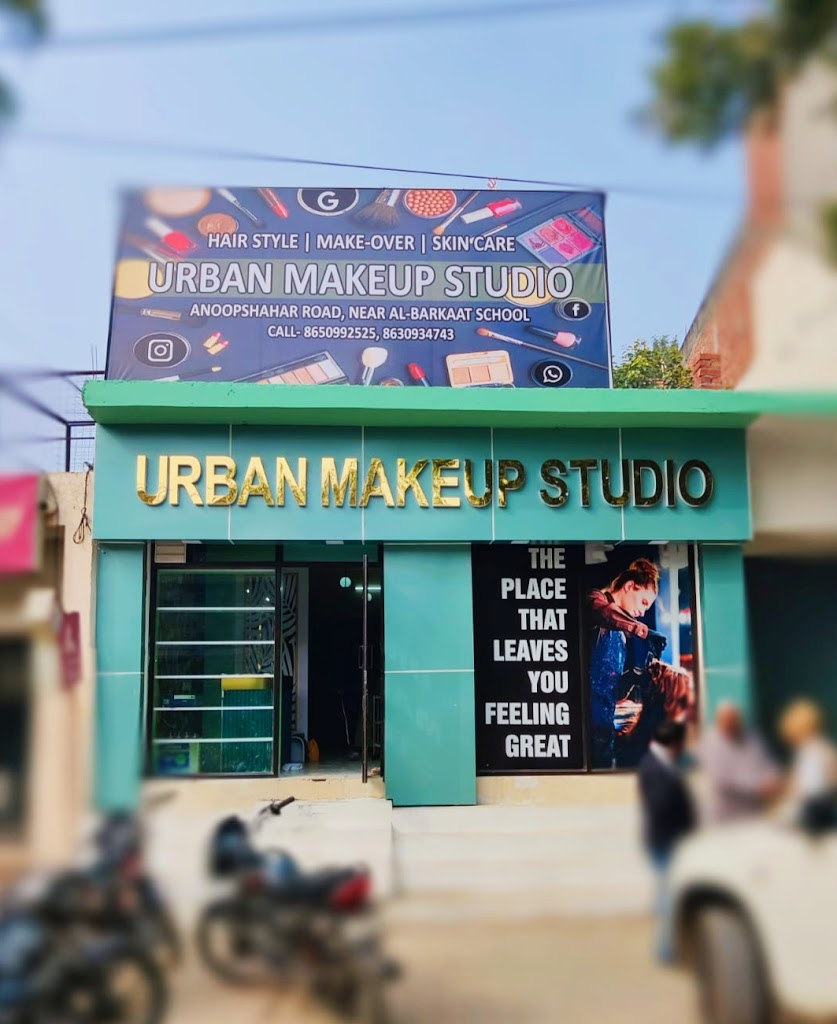 G
HAIR STYLE | MAKE-OVER | SKIN CARE
URBAN MAKEUP STUDIO
ANOOPSHAHAR ROAD, NEAR AL-BARKAAT SCHOOL
CALL- 8650992525, 8630934743
f
URBAN MAKEUP STUDIO
THE
PLACE
THAT
LEAVES
YOU
FEELING
GREAT